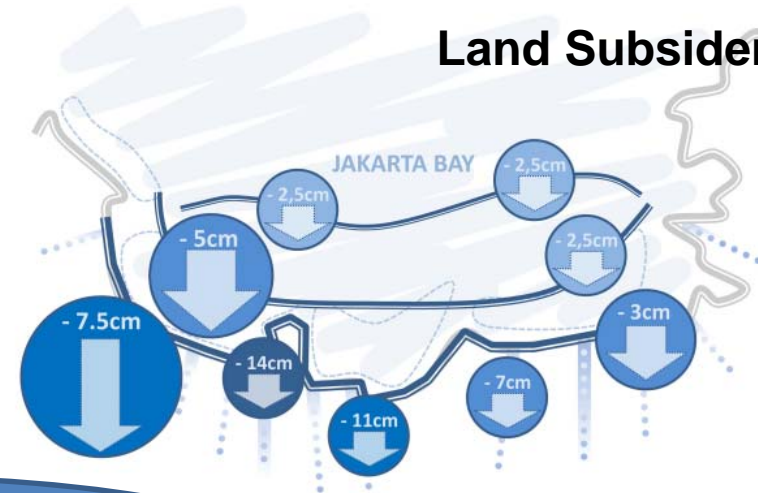 Land Subsiden
JAKARTA BAY
- 2,5cm
- 2,5cm
- 5cm
- 2,5cm
- 7.5cm
- 3cm
- 14cm
- 7cm
- 11cm